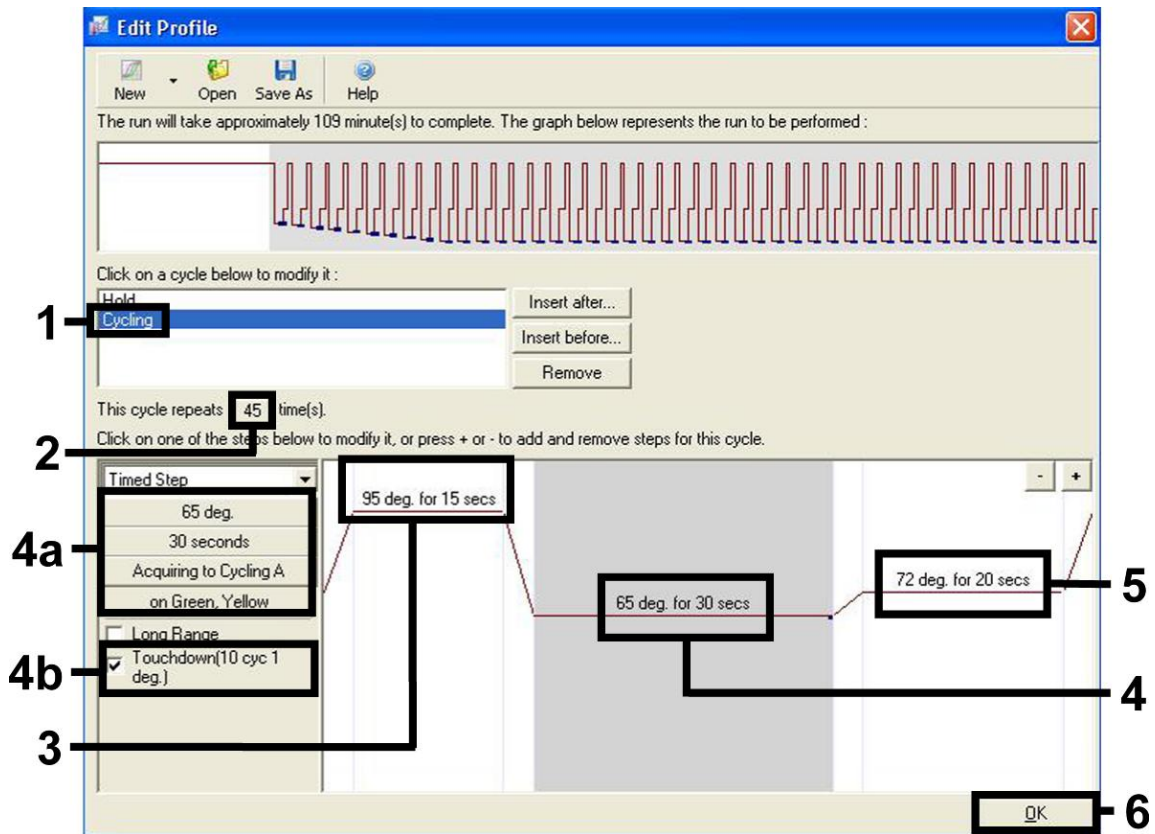 Edit Profile
New Open Save As Help
The run will take approximately 109 minute(s) to complete. The graph below represents the run to be performed :
Click on a cycle below to modify it :
Hold
Insert after...
1 Cycling
Insert before...
Remove
This cycle repeats 45 time(s).
2
Click on one of the steps below to modify it, or press + or - to add and remove steps for this cycle.
Timed Step
- +
95 deg. for 15 secs
65 deg.
4a 30 seconds
Acquiring to Cycling A
on Green, Yellow
72 deg. for 20 secs 5
65 deg. for 30 secs
Long Range
4b Touchdown(10 cyc 1
deg.)
4
3
OK 6